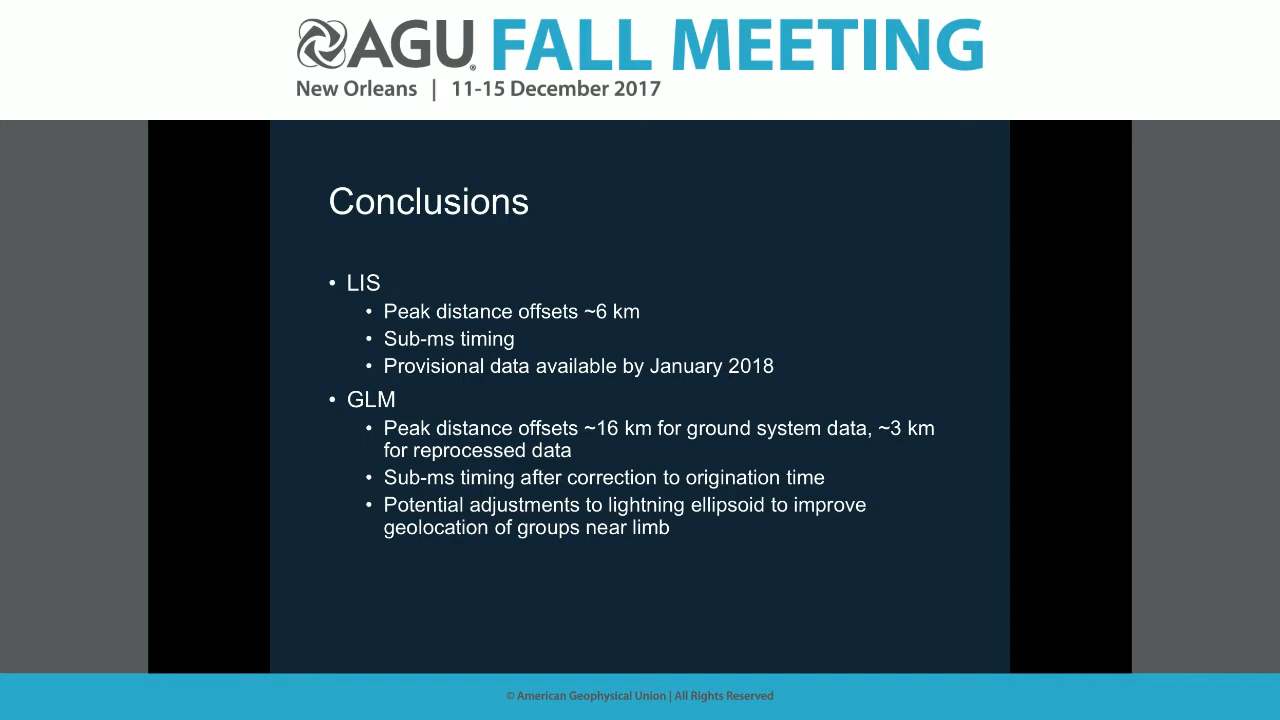 AGU FALL MEETING
New Orleans | 11-15 December 2017
Conclusions
• LIS
• Peak distance offsets ~6 km
• Sub-ms timing
• Provisional data available by January 2018
• GLM
• Peak distance offsets ~16 km for ground system data, ~3 km
for reprocessed data
• Sub-ms timing after correction to origination time
• Potential adjustments to lightning ellipsoid to improve
geolocation of groups near limb
© American Geophysical Union | All Rights Reserved